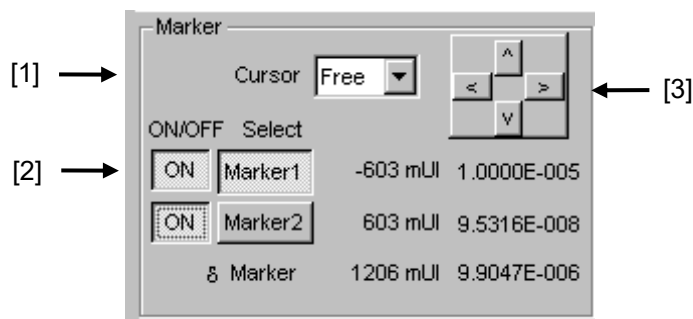 Marker
[1] Cursor Free ^
< > [3]
v
ON/OFF Select
[2] ON Marker1 -603 mUI 1.0000E-005
ON Marker2 603 mUI 9.5316E-008
δ Marker 1206 mUI 9.9047E-006